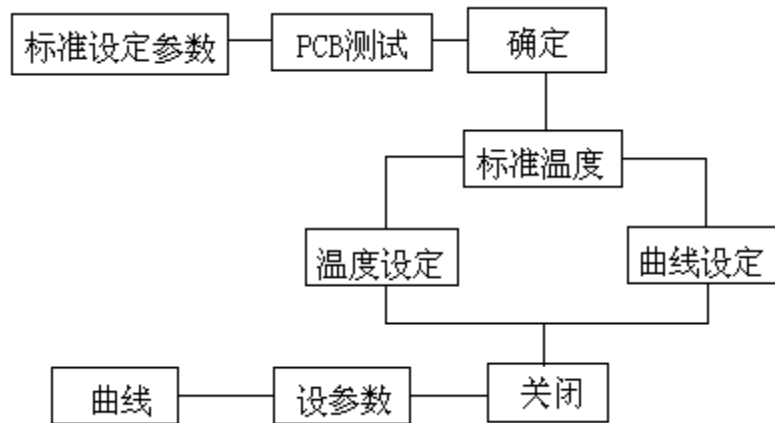 标准设定参数
PCB测试
确定
标准温度
温度设定
曲线设定
曲线
设参数
关闭